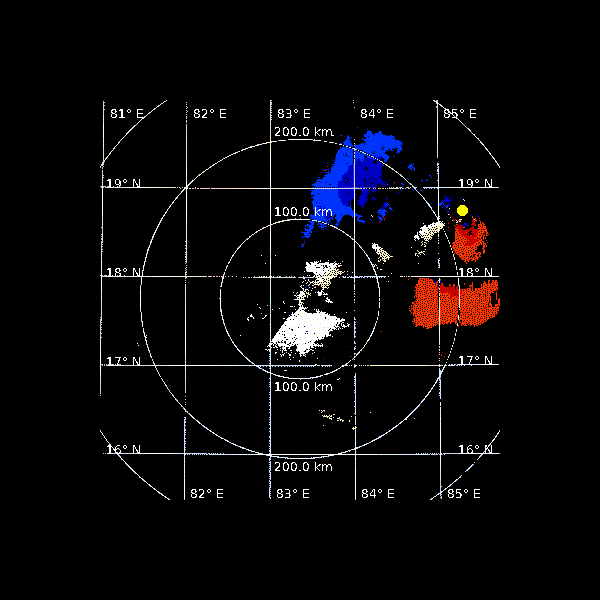 81° E 82° E 83° E 84° E 85° E
200.0 km
19° N 19° N
100.0 km
18° N 18° N
17° N 17° N
100.0 km
16° N 16° N
200.0 km
82° E 83° E 84° E 85° E